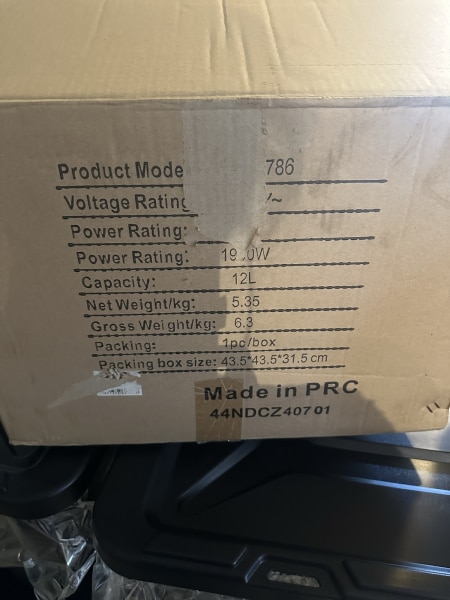 Product Mode 786
Voltage Rating ~
Power Rating:
Power Rating: 19 0W
Capacity: 12L
Net Weight/kg: 5.35
Gross Weight/kg: 6.3
Packing: 1pc/box
Packing box size: 43.5*43.5*31.5 cm
Made in PRC
44NDCZ40701